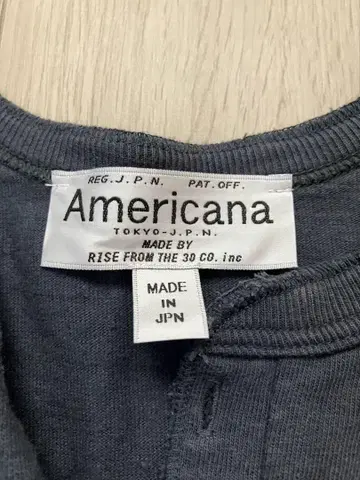 REG.J.P.N. PAT.OFF.
Americana
TOKYO-J.P.N.
MADE BY
RISE FROM THE 30 CO. inc
MADE
IN
JPN